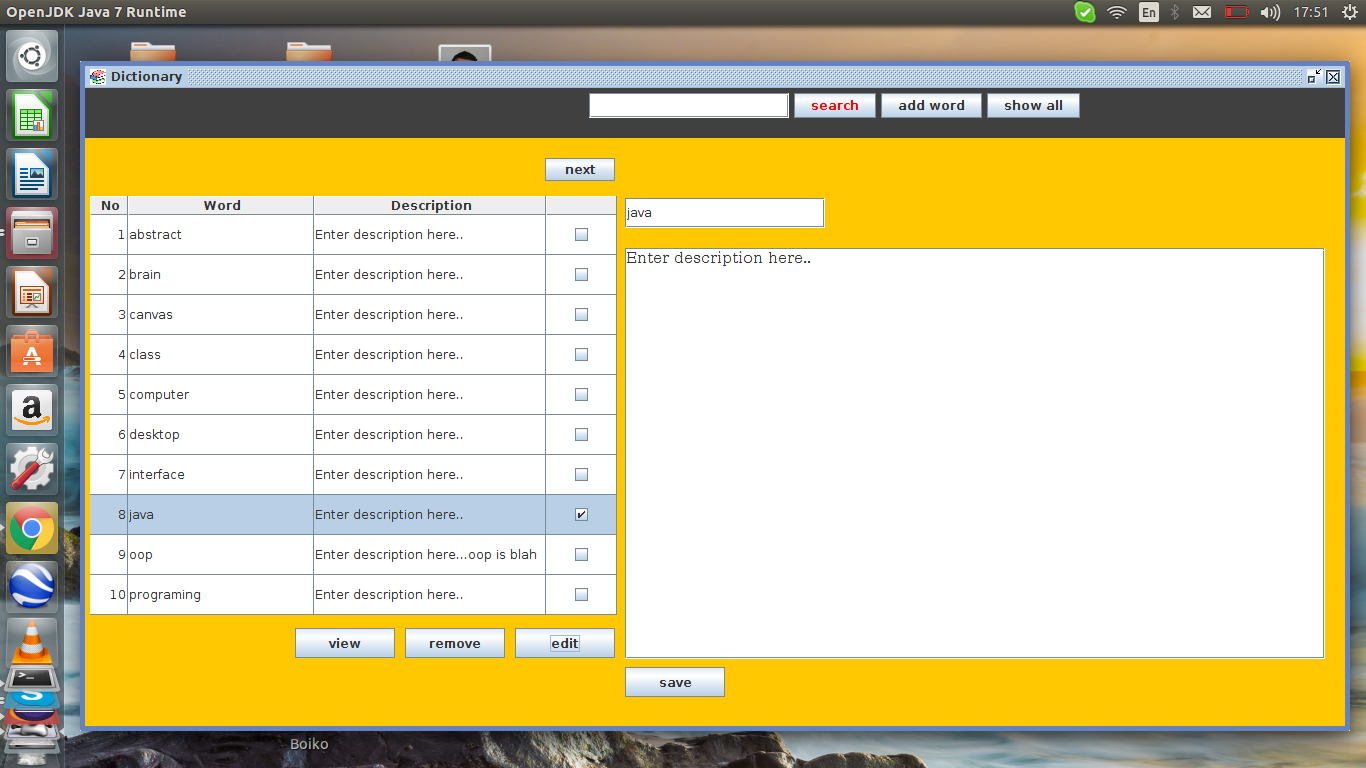 OpenJDK Java 7 Runtime
En
17:51
Dictionary
search add word show all
next
No Word Description
1 abstract Enter description here..
2 brain Enter description here..
3 canvas Enter description here..
4 class Enter description here..
5 computer Enter description here..
6 desktop Enter description here..
7 interface Enter description here..
8 java Enter description here..
9 oop Enter description here...oop is blah
10 programing Enter description here..
java
Enter description here..
view remove edit
save
Boiko